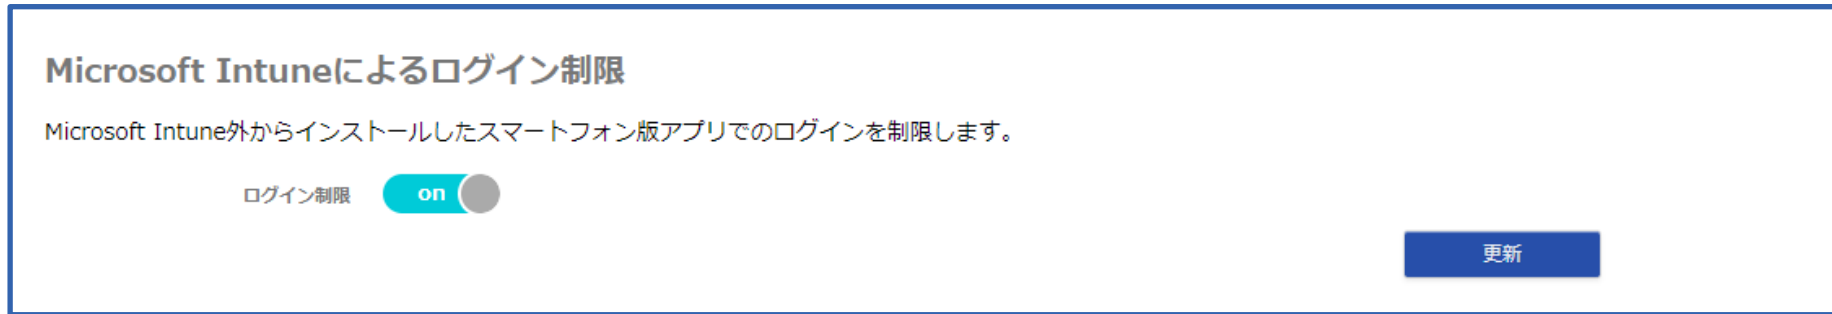 Microsoft Intuneによるログイン制限
Microsoft Intune外からインストールしたスマートフォン版アプリでのログインを制限します。
ログイン制限 on
更新